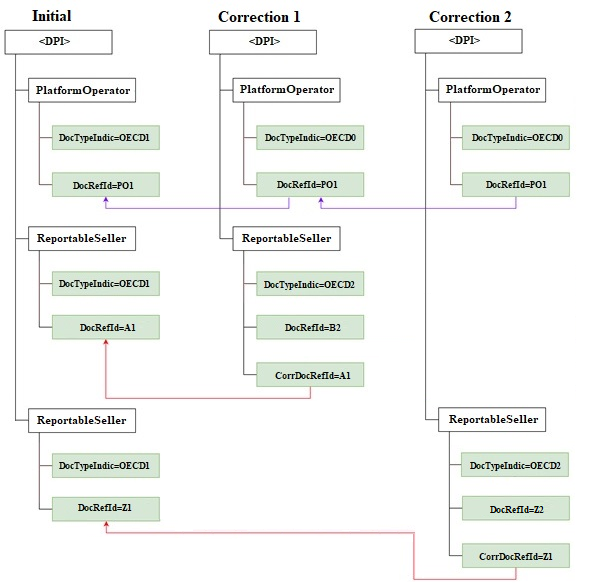 Initial
Correction 1
Correction 2
<DPI>
<DPI>
<DPI>
PlatformOperator
PlatformOperator
PlatformOperator
DocTypeIndic=OECD1
DocTypeIndic=OECD0
DocTypeIndic=OECD0
DocRefId=PO1
DocRefId=PO1
DocRefId=PO1
ReportableSeller
ReportableSeller
DocTypeIndic=OECD1
DocTypeIndic=OECD2
DocRefId=A1
DocRefId=B2
CorrDocRefId=A1
ReportableSeller
ReportableSeller
DocTypeIndic=OECD1
DocTypeIndic=OECD2
DocRefId=Z1
DocRefId=Z2
CorrDocRefId=Z1